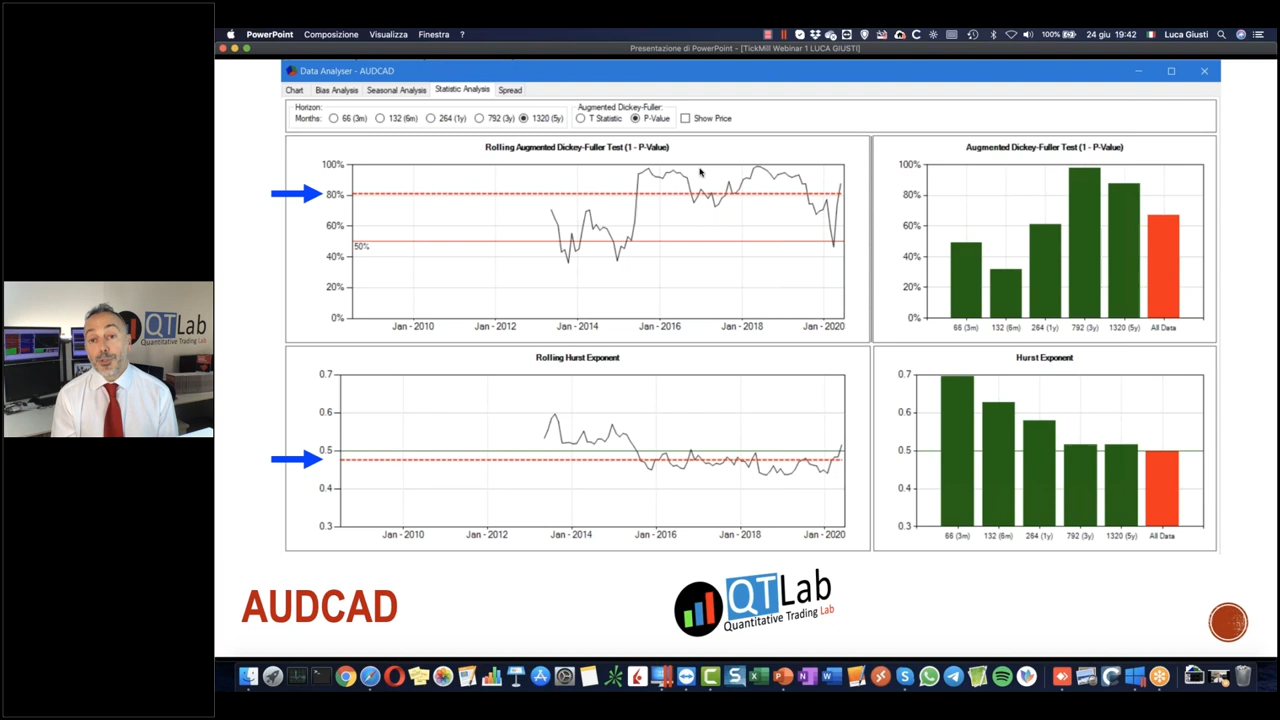 PowerPoint Composizione Visualizza Finestra ? 100% 24 giu 19:42 Luca Giusti
Presentazione di PowerPoint - [TickMill Webinar 1 LUCA GIUSTI]
Data Analyser - AUDCAD
Chart Bias Analysis Seasonal Analysis Statistic Analysis Spread
Horizon: Augmented Dickey-Fuller:
Months: 66 (3m) 132 (6m) 264 (1y) 792 (3y) 1320 (5y) T Statistic P-Value Show Price
Rolling Augmented Dickey-Fuller Test (1 - P-Value)
100%
80%
60%
50%
40%
20%
0%
Jan-2010 Jan-2012 Jan-2014 Jan-2016 Jan-2018 Jan-2020
Augmented Dickey-Fuller Test (1 - P-Value)
100%
80%
60%
40%
20%
0%
66 (3m) 132 (6m) 264 (1y) 792 (3y) 1320 (5y) All Data
Rolling Hurst Exponent
0.7
0.6
0.5
0.4
0.3
Jan-2010 Jan-2012 Jan-2014 Jan-2016 Jan-2018 Jan-2020
Hurst Exponent
0.7
0.6
0.5
0.4
0.3
66 (3m) 132 (6m) 264 (1y) 792 (3y) 1320 (5y) All Data
QTLab
Quantitative Trading Lab
AUDCAD
QTLab
Quantitative Trading Lab